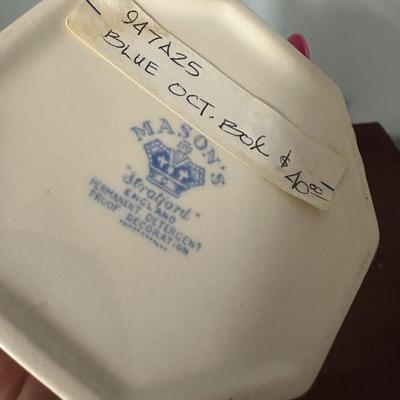 947A25
BLUE OCT. BOX $40.00
MASON'S
"Stratford"
ENGLAND
PERMANENT DETERGENT
PROOF DECORATION